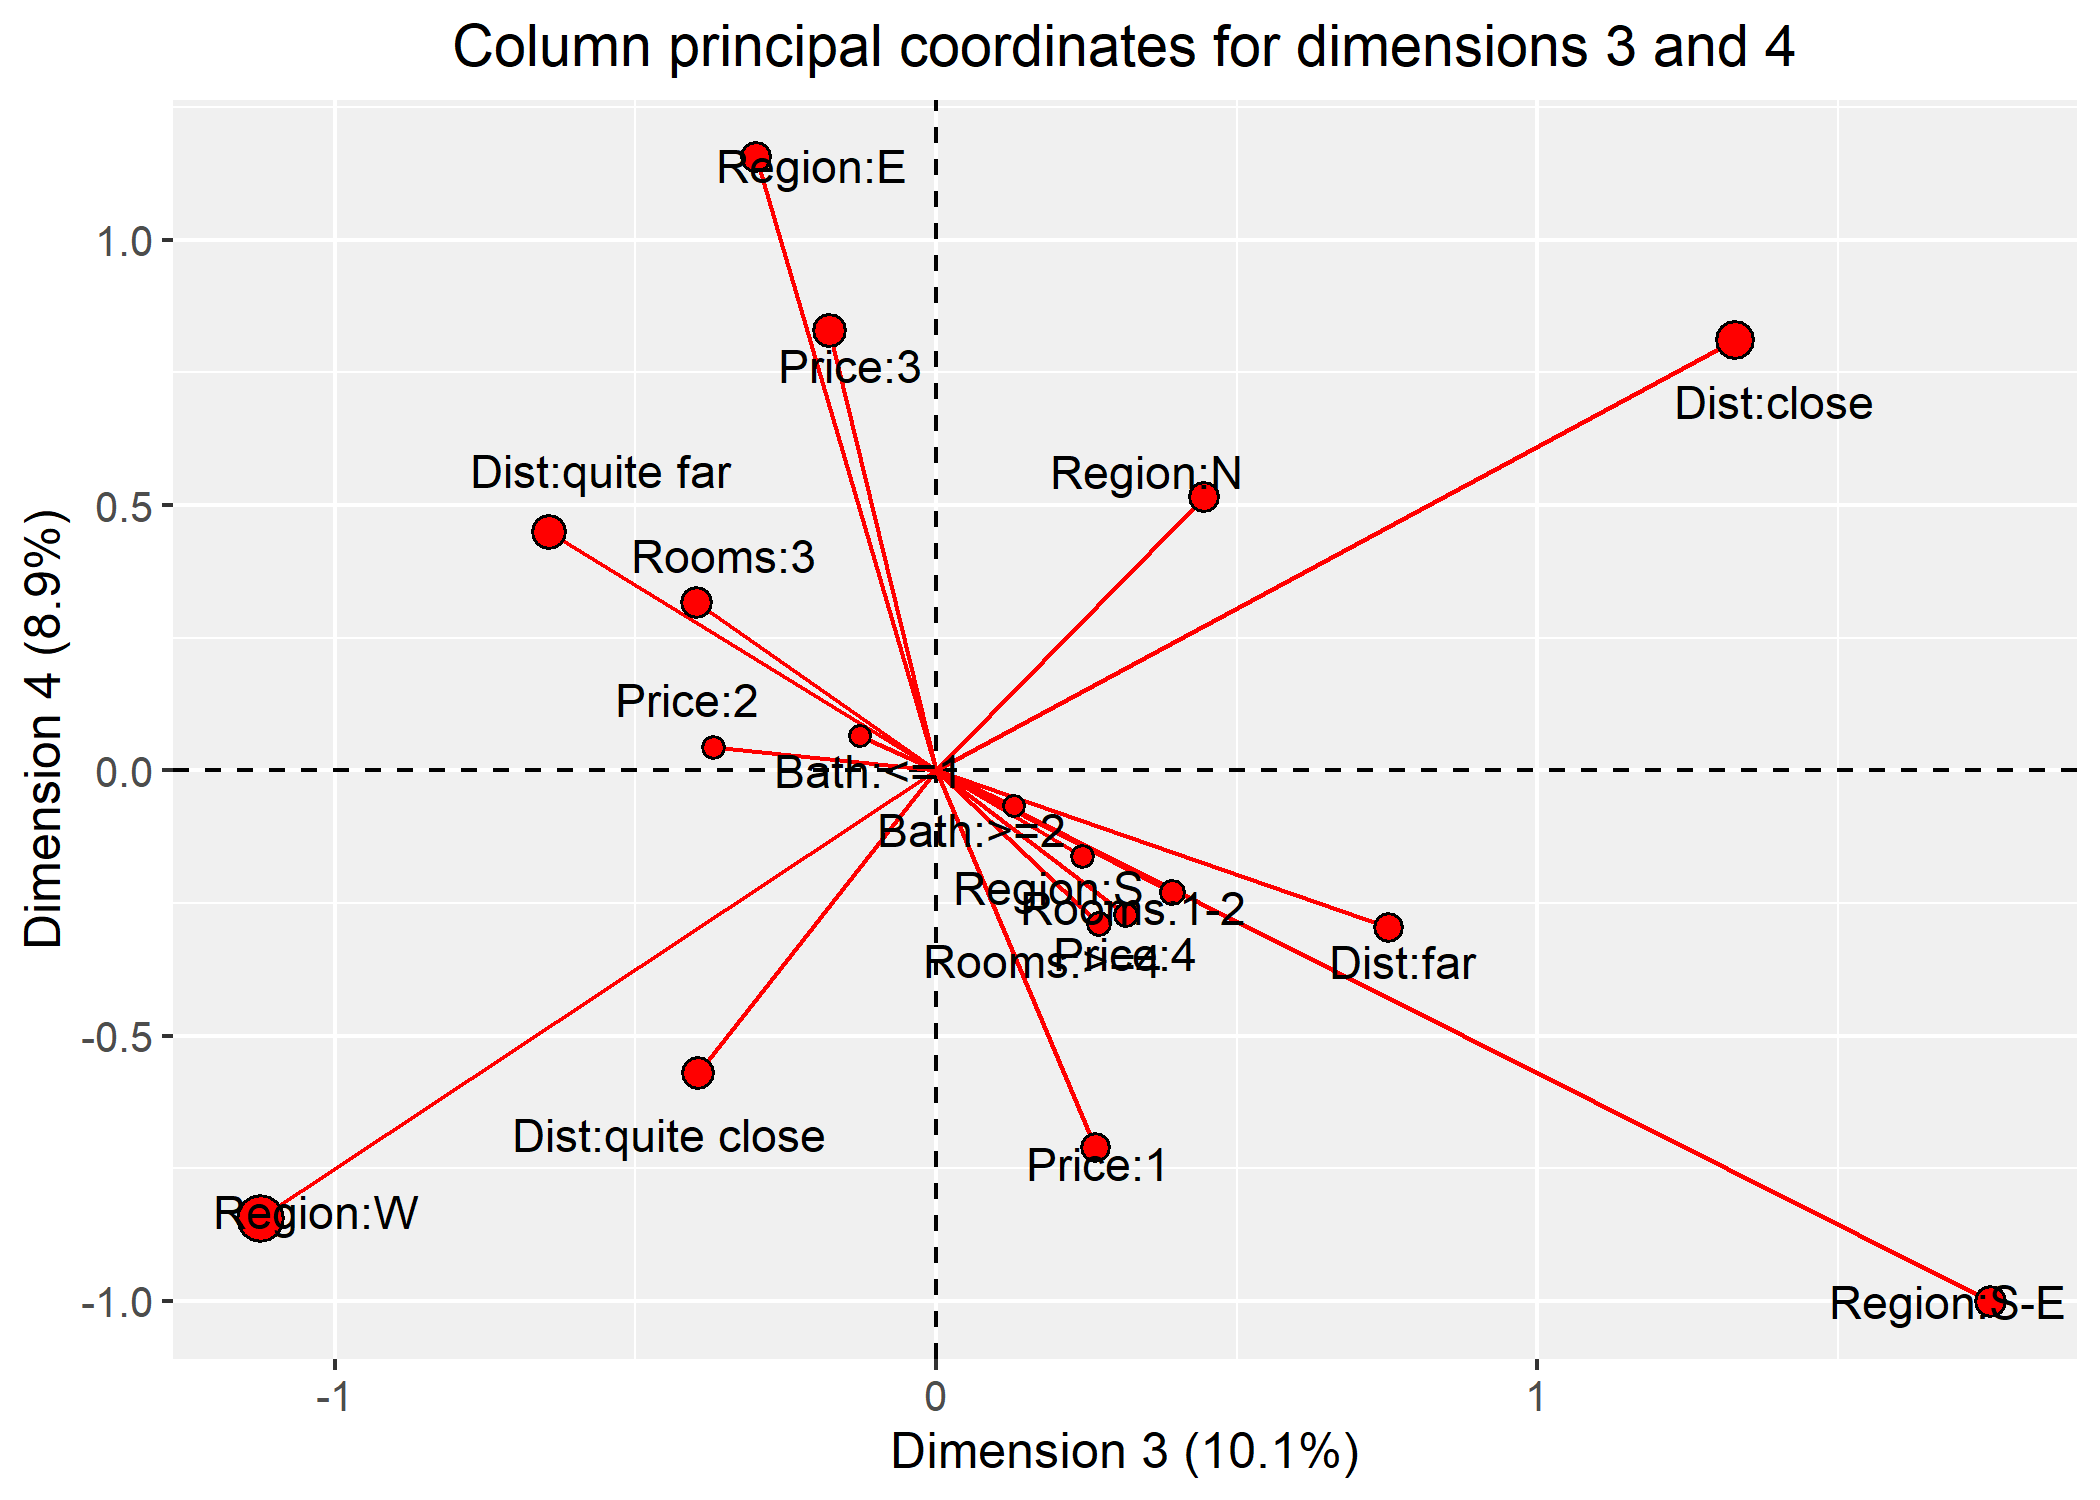 Column principal coordinates for dimensions 3 and 4
Region:E
1.0
Price:3
Dist:close
Dist:quite far
Region:N
0.5
Rooms:3
Price:2
0.0
Bath:<=1
Bath:>=2
Region:S
Rooms:1-2
Price:4
Rooms:>=4
Dist:far
-0.5
Dist:quite close
Price:1
Region:W
-1.0
Region:S-E
-1
0
1
Dimension 3 (10.1%)
Dimension 4 (8.9%)